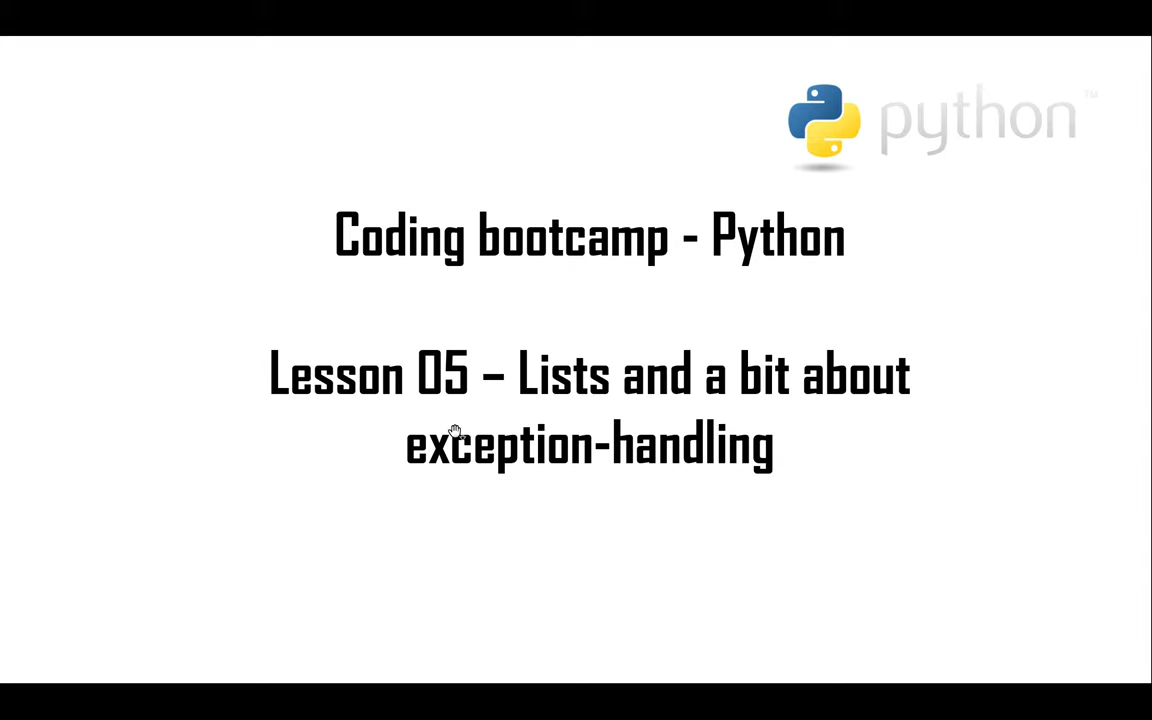 python™
Coding bootcamp - Python
Lesson 05 – Lists and a bit about
exception-handling